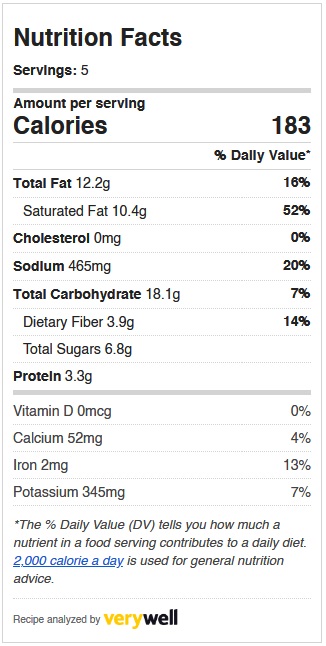 Nutrition Facts
Servings: 5
Amount per serving
Calories 183
% Daily Value*
Total Fat 12.2g 16%
Saturated Fat 10.4g 52%
Cholesterol 0mg 0%
Sodium 465mg 20%
Total Carbohydrate 18.1g 7%
Dietary Fiber 3.9g 14%
Total Sugars 6.8g
Protein 3.3g
Vitamin D 0mcg 0%
Calcium 52mg 4%
Iron 2mg 13%
Potassium 345mg 7%
*The % Daily Value (DV) tells you how much a
nutrient in a food serving contributes to a daily diet.
2,000 calorie a day is used for general nutrition
advice.
Recipe analyzed by verywell